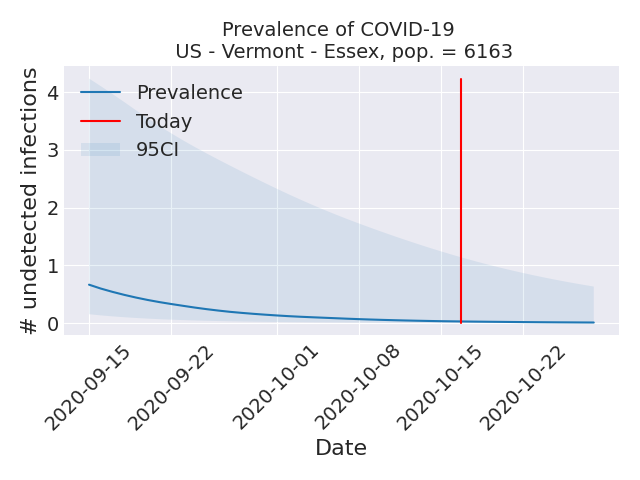 Prevalence of COVID-19
US - Vermont - Essex, pop. = 6163
# undetected infections
4
3
2
1
0
Prevalence
Today
95CI
2020-09-15
2020-09-22
2020-10-01
2020-10-08
2020-10-15
2020-10-22
Date